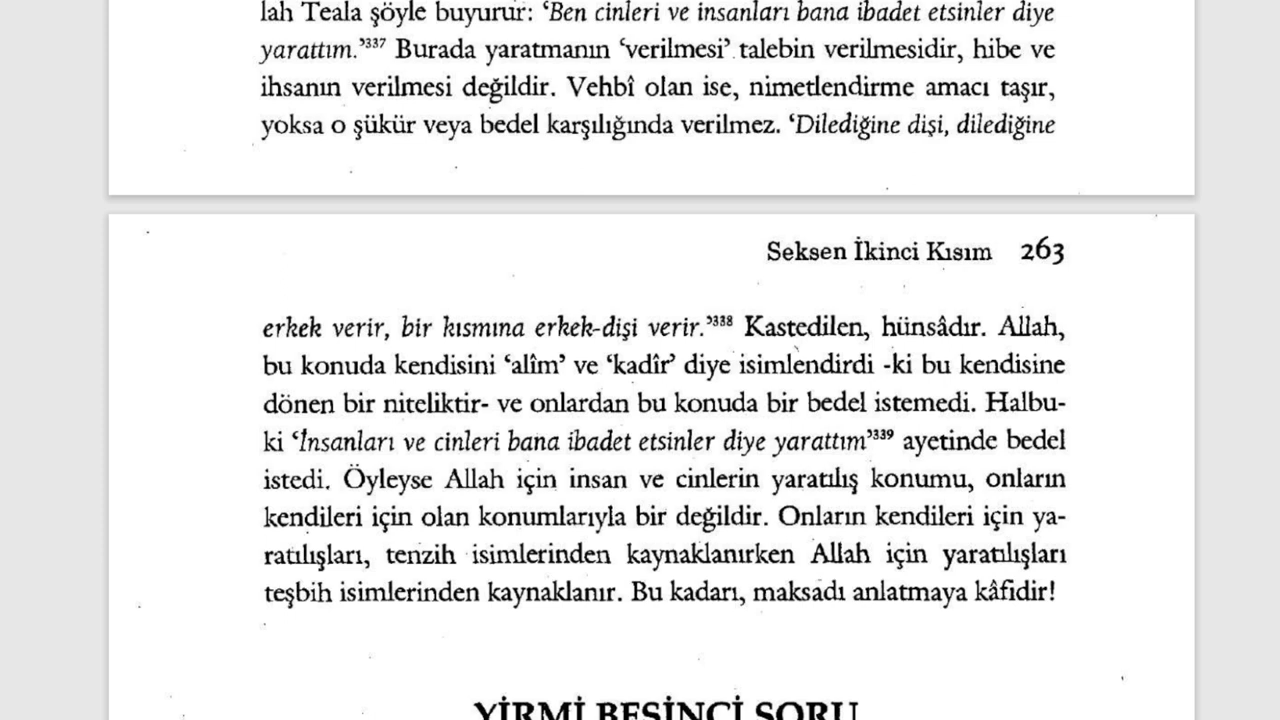 lah Teala şöyle buyurur: ‘Ben cinleri ve insanları bana ibadet etsinler diye
yarattım.’337 Burada yaratmanın ‘verilmesi’ talebin verilmesidir, hibe ve
ihsanın verilmesi değildir. Vehbî olan ise, nimetlendirme amacı taşır,
yoksa o şükür veya bedel karşılığında verilmez. ‘Dilediğine dişi, dilediğine
Seksen İkinci Kısım 263
erkek verir, bir kısmına erkek-dişi verir.’338 Kastedilen, hünsâdır. Allah,
bu konuda kendisini ‘alîm’ ve ‘kadîr’ diye isimlendirdi -ki bu kendisine
dönen bir niteliktir- ve onlardan bu konuda bir bedel istemedi. Halbu-
ki ‘İnsanları ve cinleri bana ibadet etsinler diye yarattım’339 ayetinde bedel
istedi. Öyleyse Allah için insan ve cinlerin yaratılış konumu, onların
kendileri için olan konumlarıyla bir değildir. Onların kendileri için ya-
ratılışları, tenzih isimlerinden kaynaklanırken Allah için yaratılışları
teşbih isimlerinden kaynaklanır. Bu kadarı, maksadı anlatmaya kâfidir!
YİRMİ BEŞİNCİ SORU